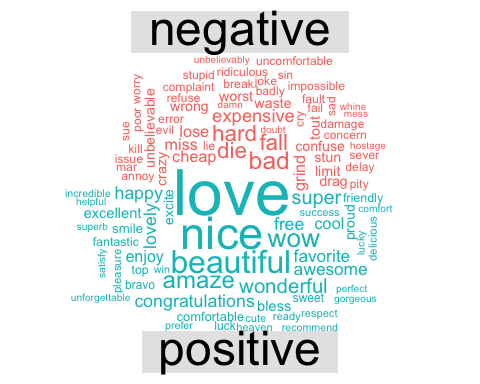 negative
unbelievably
uncomfortable
stupid ridiculous sin
complaint break joke impossible
refuse worst badly fault
wrong waste fail sad whine
error expensive cry tout mess
poor worry unbelievable damn damage
sue evil lose hard doubt fall concern
kill miss lie die confuse hostage
issue crazy cheap bad stun sever
mar grind limit delay
annoy drag pity
incredible happy love super friendly
helpful excite success comfort
excellent lovely nice free cool proud
superb smile wow lucky delicious
fantastic
satisfy pleasure enjoy beautiful favorite
top win awesome
bravo amaze wonderful perfect
unforgettable congratulations sweet gorgeous
bless
comfortable cute ready respect
prefer luck heaven recommend
positive